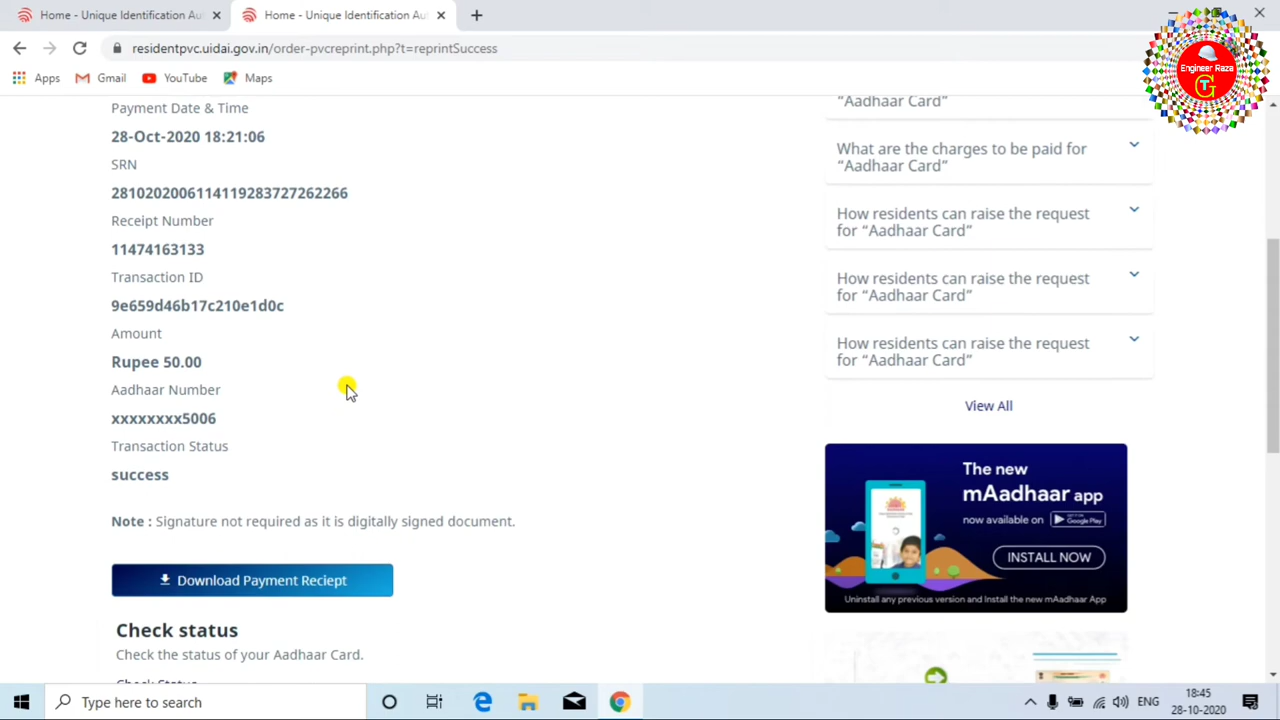 Home - Unique Identification Au
Home - Unique Identification Aut
residentpvc.uidai.gov.in/order-pvcreprint.php?t=reprintSuccess
Apps
Gmail
YouTube
Maps
Engineer Raza
T
G
Payment Date & Time
28-Oct-2020 18:21:06
SRN
2810202006114119283727262266
Receipt Number
11474163133
Transaction ID
9e659d46b17c210e1d0c
Amount
Rupee 50.00
Aadhaar Number
xxxxxxxx5006
Transaction Status
success
Note : Signature not required as it is digitally signed document.
Download Payment Reciept
Check status
Check the status of your Aadhaar Card.
Check Status
"Aadhaar Card"
What are the charges to be paid for
“Aadhaar Card”
How residents can raise the request
for “Aadhaar Card”
How residents can raise the request
for “Aadhaar Card”
How residents can raise the request
for “Aadhaar Card”
View All
The new
mAadhaar app
now available on Google Play
INSTALL NOW
Uninstall any previous version and Install the new mAadhaar App
Type here to search
ENG
18:45
28-10-2020